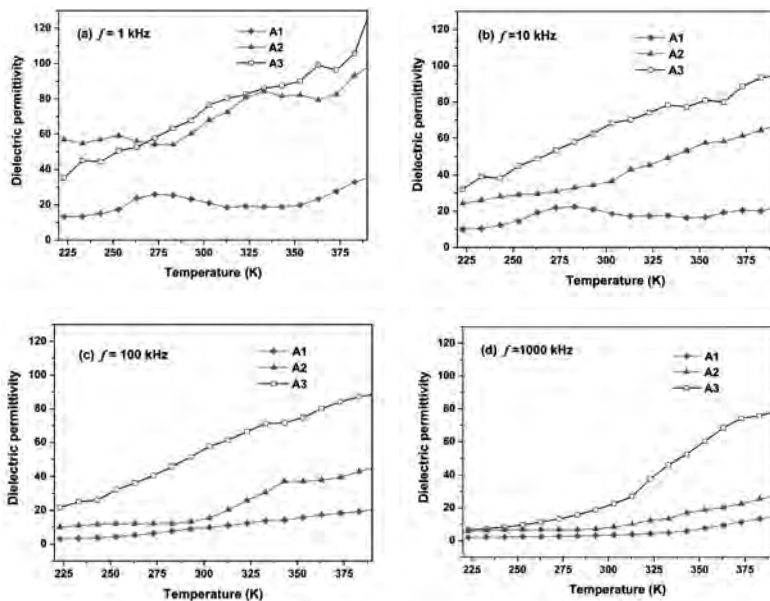 (a) f = 1 kHz
A1
A2
A3
120
100
80
60
40
20
0
225 250 275 300 325 350 375
Temperature (K)
Dielectric permittivity
(b) f =10 kHz
A1
A2
A3
120
100
80
60
40
20
0
225 250 275 300 325 350 375
Temperature (K)
Dielectric permittivity
(c) f = 100 kHz
A1
A2
A3
120
100
80
60
40
20
0
225 250 275 300 325 350 375
Temperature (K)
Dielectric permittivity
(d) f =1000 kHz
A1
A2
A3
120
100
80
60
40
20
0
225 250 275 300 325 350 375
Temperature (K)
Dielectric permittivity